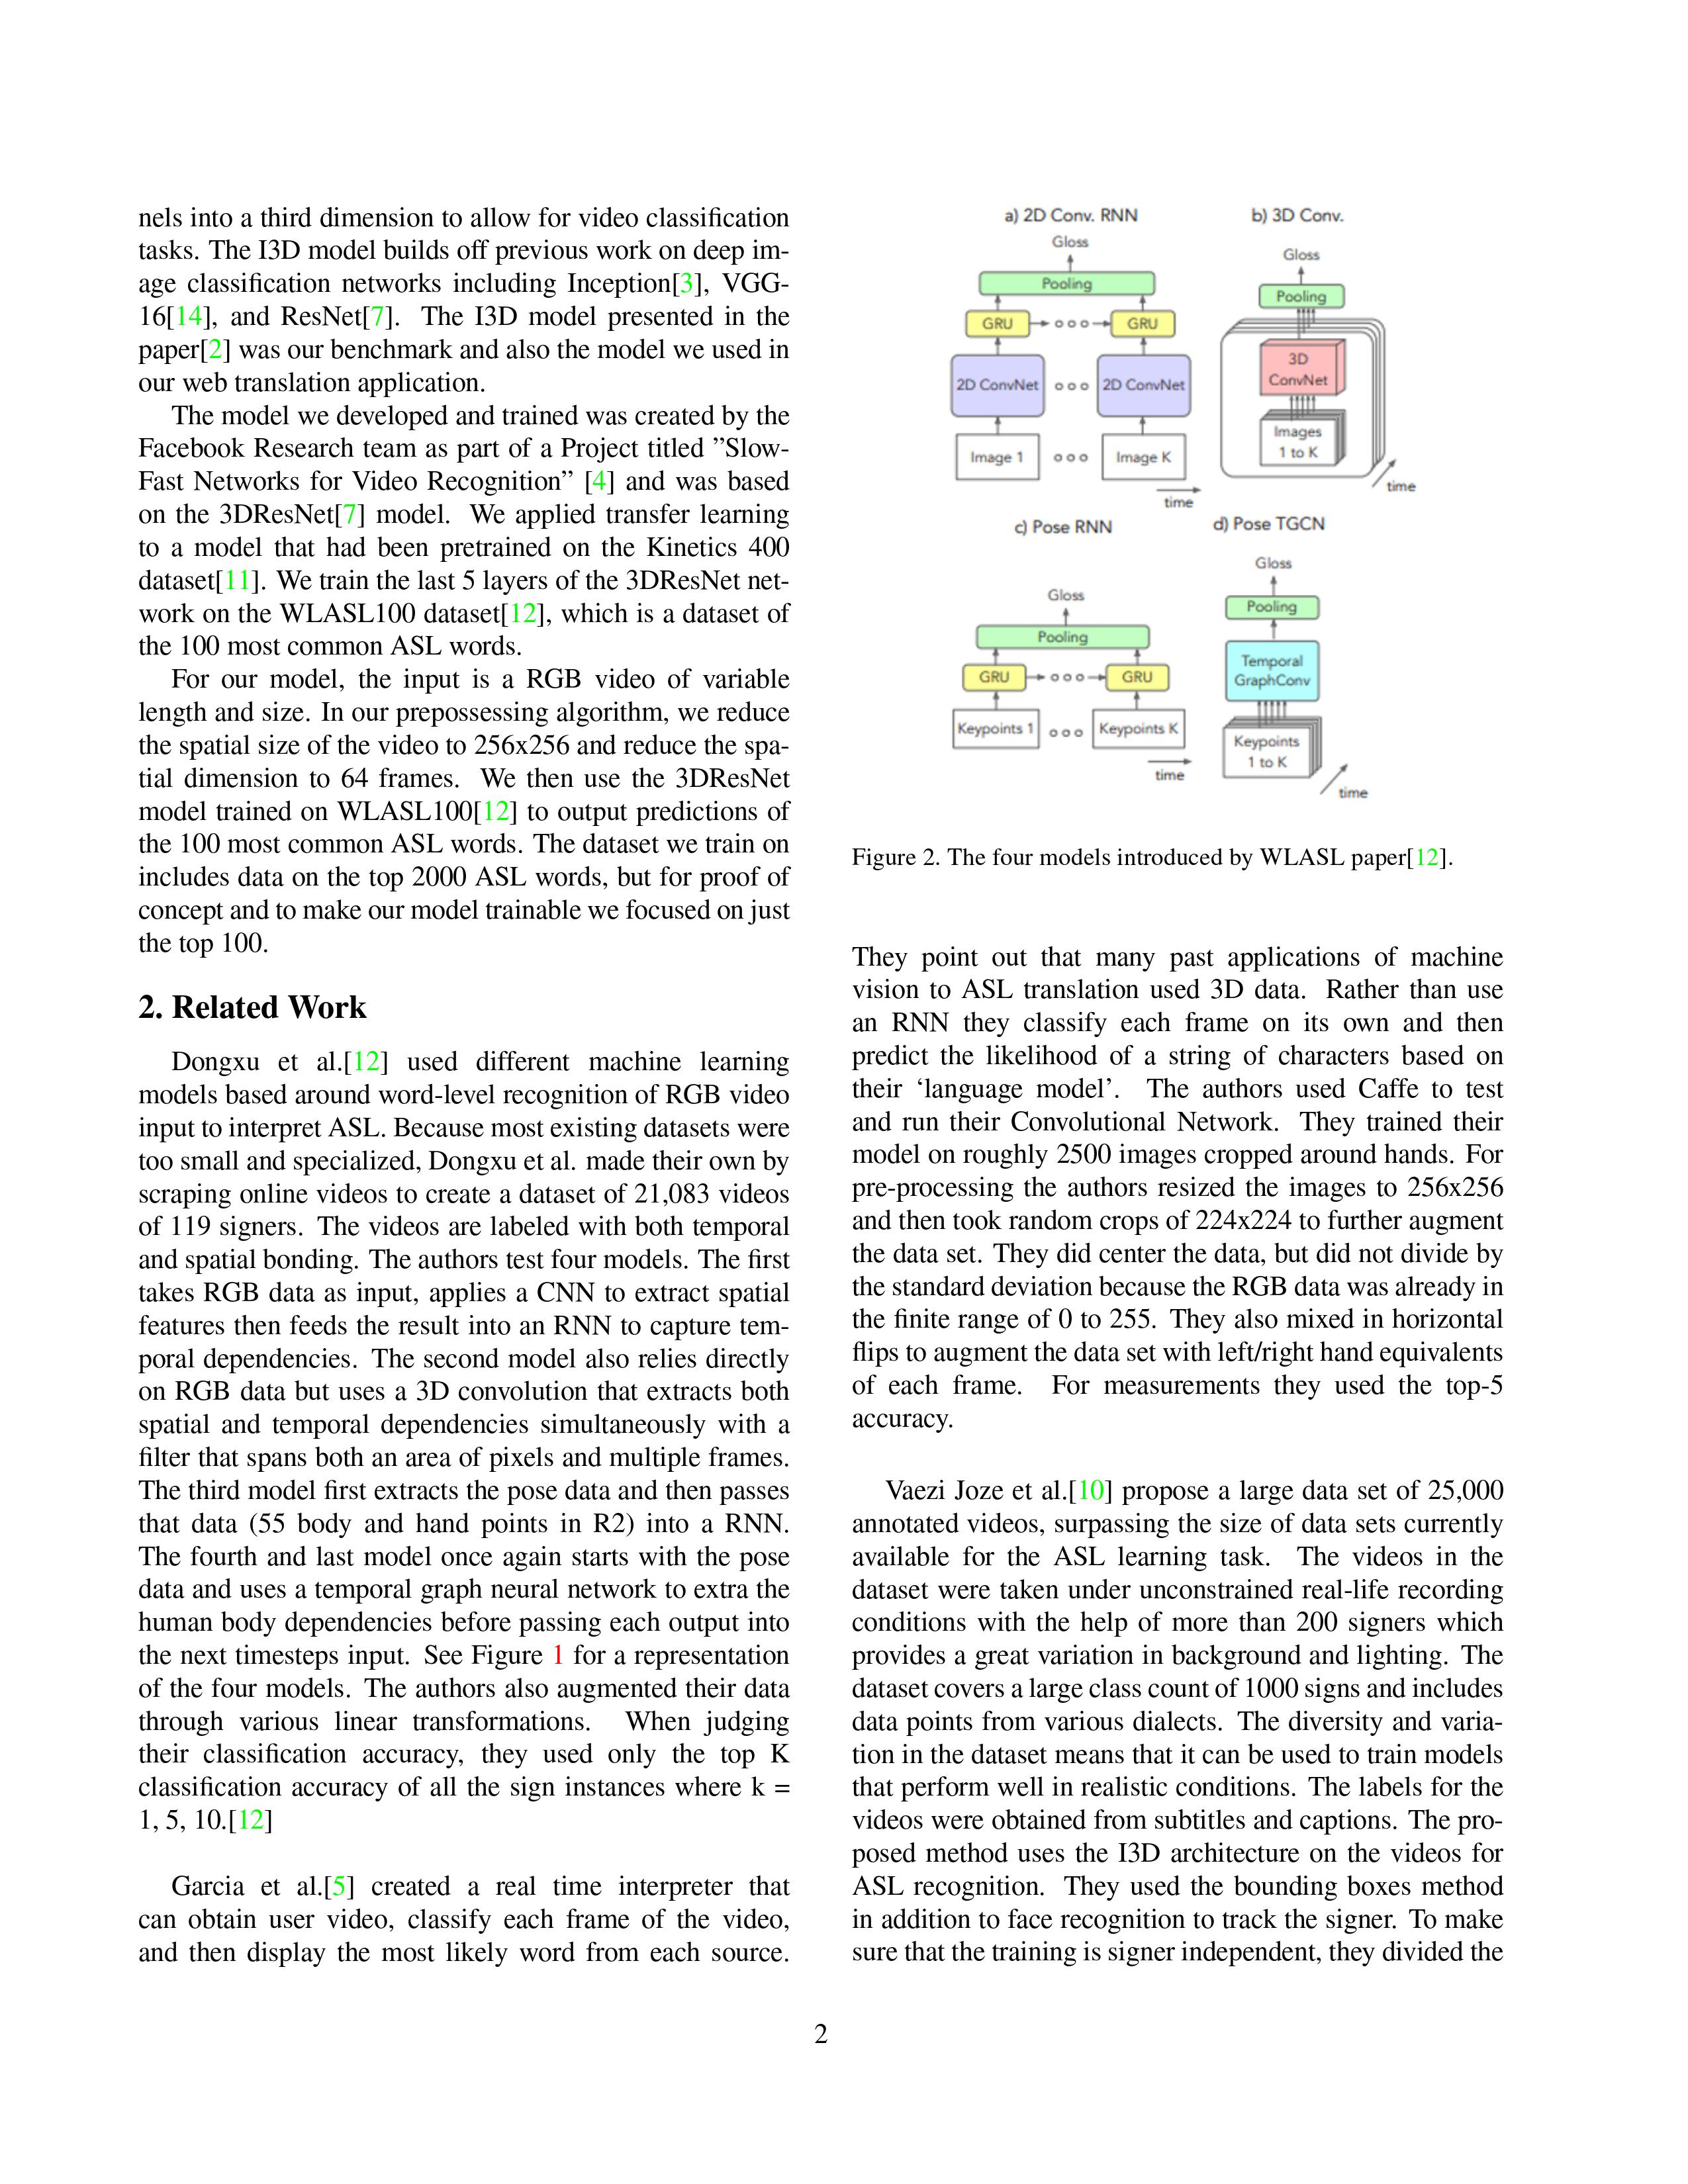 nels into a third dimension to allow for video classification
tasks. The I3D model builds off previous work on deep im-
age classification networks including Inception[3], VGG-
16[14], and ResNet[7]. The I3D model presented in the
paper[2] was our benchmark and also the model we used in
our web translation application.
The model we developed and trained was created by the
Facebook Research team as part of a Project titled ”Slow-
Fast Networks for Video Recognition” [4] and was based
on the 3DResNet[7] model. We applied transfer learning
to a model that had been pretrained on the Kinetics 400
dataset[11]. We train the last 5 layers of the 3DResNet net-
work on the WLASL100 dataset[12], which is a dataset of
the 100 most common ASL words.
For our model, the input is a RGB video of variable
length and size. In our prepossessing algorithm, we reduce
the spatial size of the video to 256x256 and reduce the spa-
tial dimension to 64 frames. We then use the 3DResNet
model trained on WLASL100[12] to output predictions of
the 100 most common ASL words. The dataset we train on
includes data on the top 2000 ASL words, but for proof of
concept and to make our model trainable we focused on just
the top 100.
2. Related Work
Dongxu et al.[12] used different machine learning
models based around word-level recognition of RGB video
input to interpret ASL. Because most existing datasets were
too small and specialized, Dongxu et al. made their own by
scraping online videos to create a dataset of 21,083 videos
of 119 signers. The videos are labeled with both temporal
and spatial bonding. The authors test four models. The first
takes RGB data as input, applies a CNN to extract spatial
features then feeds the result into an RNN to capture tem-
poral dependencies. The second model also relies directly
on RGB data but uses a 3D convolution that extracts both
spatial and temporal dependencies simultaneously with a
filter that spans both an area of pixels and multiple frames.
The third model first extracts the pose data and then passes
that data (55 body and hand points in R2) into a RNN.
The fourth and last model once again starts with the pose
data and uses a temporal graph neural network to extra the
human body dependencies before passing each output into
the next timesteps input. See Figure 1 for a representation
of the four models. The authors also augmented their data
through various linear transformations. When judging
their classification accuracy, they used only the top K
classification accuracy of all the sign instances where k =
1, 5, 10.[12]
Garcia et al.[5] created a real time interpreter that
can obtain user video, classify each frame of the video,
and then display the most likely word from each source.
a) 2D Conv. RNN
Gloss
Pooling
GRU
GRU
2D ConvNet
2D ConvNet
Image 1
Image K
time
b) 3D Conv.
Gloss
Pooling
3D
ConvNet
Images
1 to K
time
c) Pose RNN
Gloss
Pooling
GRU
GRU
Keypoints 1
Keypoints K
time
d) Pose TGCN
Gloss
Pooling
Temporal
GraphConv
Keypoints
1 to K
time
Figure 2. The four models introduced by WLASL paper[12].
They point out that many past applications of machine
vision to ASL translation used 3D data. Rather than use
an RNN they classify each frame on its own and then
predict the likelihood of a string of characters based on
their ‘language model’. The authors used Caffe to test
and run their Convolutional Network. They trained their
model on roughly 2500 images cropped around hands. For
pre-processing the authors resized the images to 256x256
and then took random crops of 224x224 to further augment
the data set. They did center the data, but did not divide by
the standard deviation because the RGB data was already in
the finite range of 0 to 255. They also mixed in horizontal
flips to augment the data set with left/right hand equivalents
of each frame. For measurements they used the top-5
accuracy.
Vaezi Joze et al.[10] propose a large data set of 25,000
annotated videos, surpassing the size of data sets currently
available for the ASL learning task. The videos in the
dataset were taken under unconstrained real-life recording
conditions with the help of more than 200 signers which
provides a great variation in background and lighting. The
dataset covers a large class count of 1000 signs and includes
data points from various dialects. The diversity and varia-
tion in the dataset means that it can be used to train models
that perform well in realistic conditions. The labels for the
videos were obtained from subtitles and captions. The pro-
posed method uses the I3D architecture on the videos for
ASL recognition. They used the bounding boxes method
in addition to face recognition to track the signer. To make
sure that the training is signer independent, they divided the
2